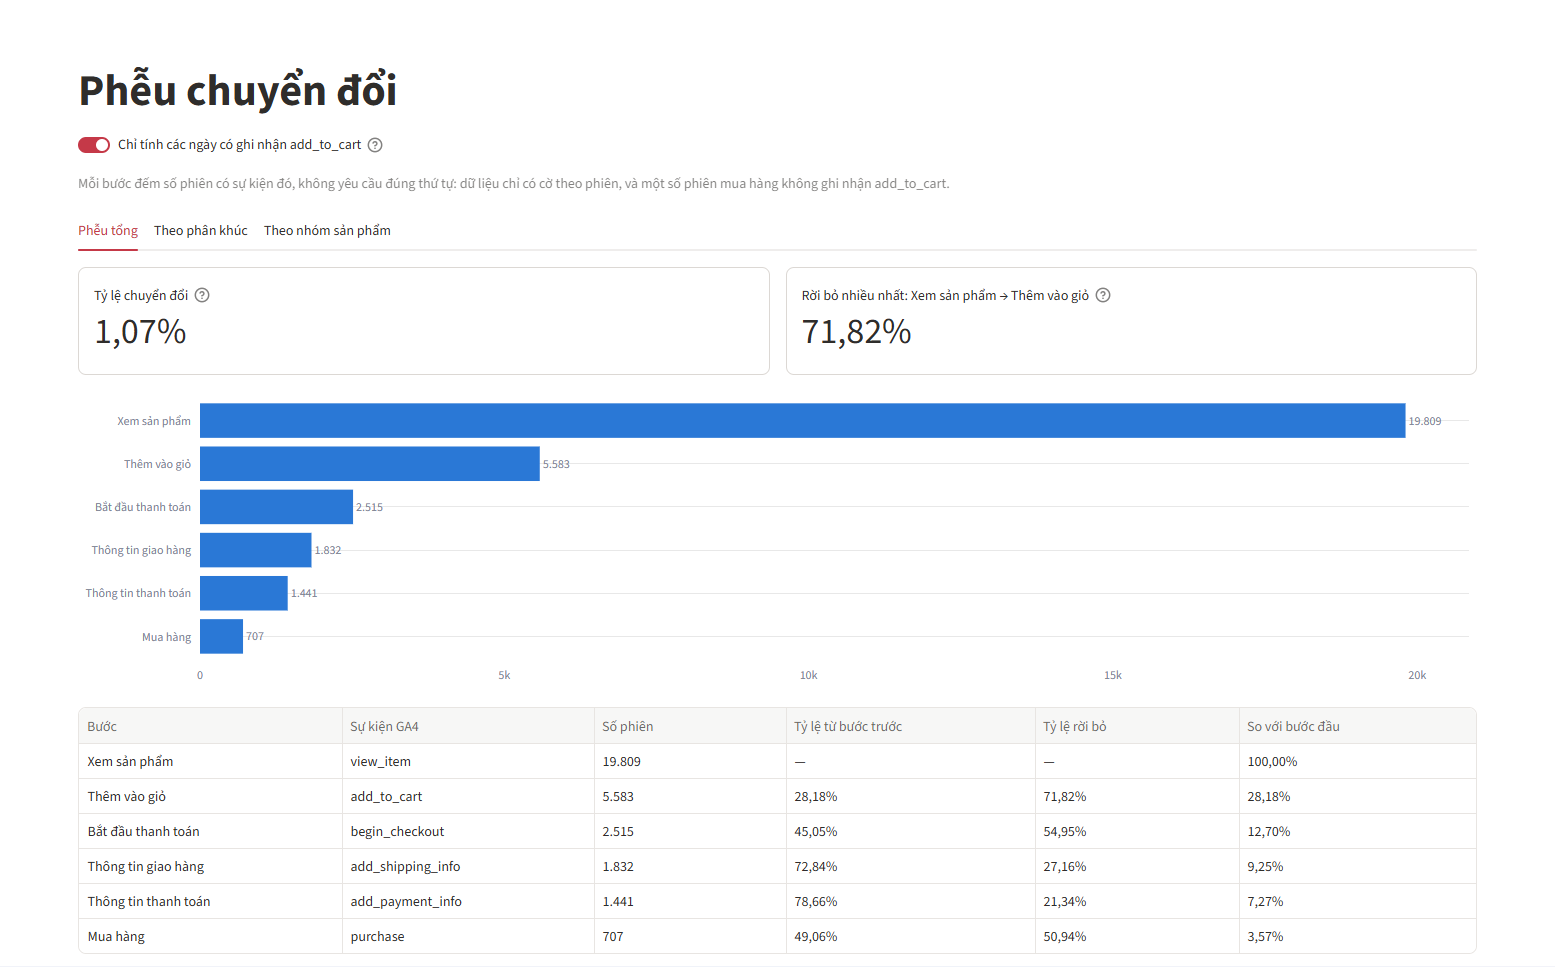 Phễu chuyển đổi
Chỉ tính các ngày có ghi nhận add_to_cart ?
Mỗi bước đếm số phiên có sự kiện đó, không yêu cầu đúng thứ tự: dữ liệu chỉ có cờ theo phiên, và một số phiên mua hàng không ghi nhận add_to_cart.
Phễu tổng Theo phân khúc Theo nhóm sản phẩm
Tỷ lệ chuyển đổi ?
1,07%
Rời bỏ nhiều nhất: Xem sản phẩm → Thêm vào giỏ ?
71,82%
Xem sản phẩm 19.809
Thêm vào giỏ 5.583
Bắt đầu thanh toán 2.515
Thông tin giao hàng 1.832
Thông tin thanh toán 1.441
Mua hàng 707
0 5k 10k 15k 20k
Bước Sự kiện GA4 Số phiên Tỷ lệ từ bước trước Tỷ lệ rời bỏ So với bước đầu
Xem sản phẩm view_item 19.809 — — 100,00%
Thêm vào giỏ add_to_cart 5.583 28,18% 71,82% 28,18%
Bắt đầu thanh toán begin_checkout 2.515 45,05% 54,95% 12,70%
Thông tin giao hàng add_shipping_info 1.832 72,84% 27,16% 9,25%
Thông tin thanh toán add_payment_info 1.441 78,66% 21,34% 7,27%
Mua hàng purchase 707 49,06% 50,94% 3,57%